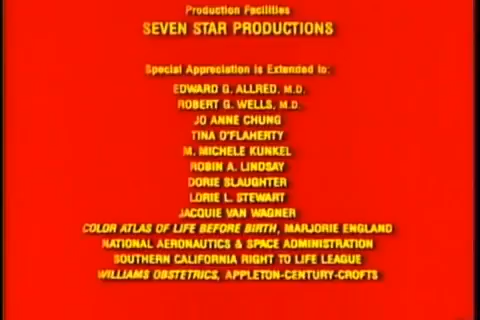 Production Facilities
SEVEN STAR PRODUCTIONS
Special Appreciation is Extended to:
EDWARD G. ALLRED, M.D.
ROBERT G. WELLS, M.D.
JO ANNE CHUNG
TINA O'FLAHERTY
M. MICHELE KUNKEL
ROBIN A. LINDSAY
DORIE SLAUGHTER
LORIE L. STEWART
JACQUIE VAN WAGNER
COLOR ATLAS OF LIFE BEFORE BIRTH, MARJORIE ENGLAND
NATIONAL AERONAUTICS & SPACE ADMINISTRATION
SOUTHERN CALIFORNIA RIGHT TO LIFE LEAGUE
WILLIAMS OBSTETRICS, APPLETON-CENTURY-CROFTS